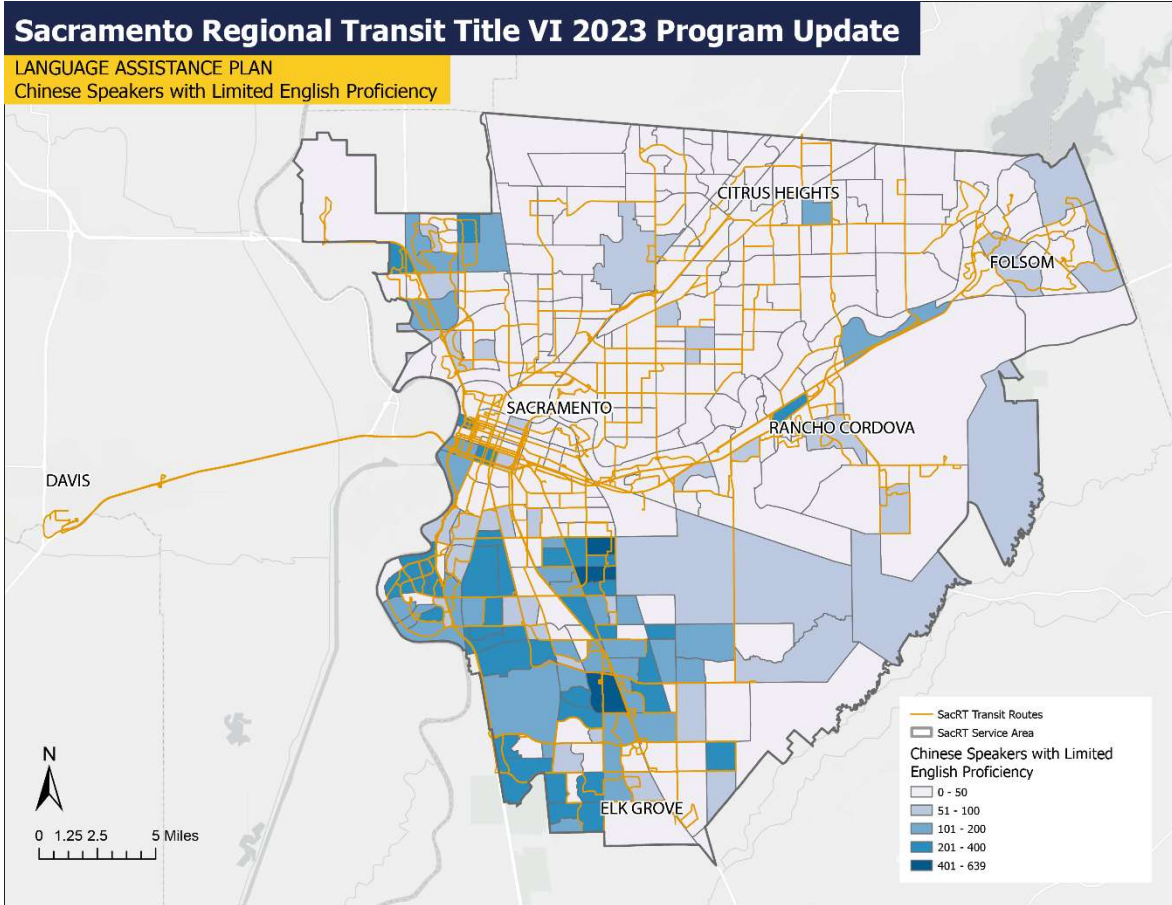 Sacramento Regional Transit Title VI 2023 Program Update
LANGUAGE ASSISTANCE PLAN
Chinese Speakers with Limited English Proficiency
CITRUS HEIGHTS
FOLSOM
SACRAMENTO
RANCHO CORDOVA
DAVIS
ELK GROVE
N
0 1.25 2.5 5 Miles
SacRT Transit Routes
SacRT Service Area
Chinese Speakers with Limited
English Proficiency
0 - 50
51 - 100
101 - 200
201 - 400
401 - 639